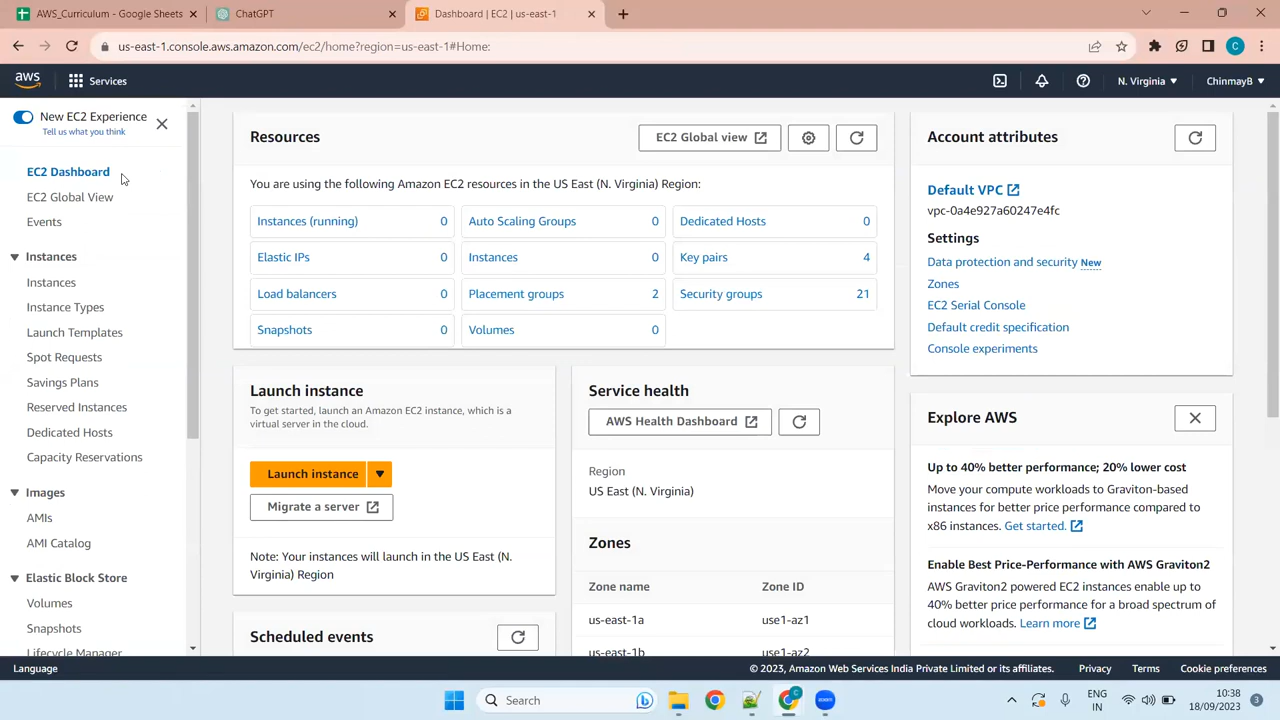 AWS_Curriculum - Google Sheets
ChatGPT
Dashboard | EC2 | us-east-1
us-east-1.console.aws.amazon.com/ec2/home?region=us-east-1#Home:
C
aws
Services
N. Virginia
ChinmayB
New EC2 Experience
Tell us what you think
EC2 Dashboard
EC2 Global View
Events
Instances
Instances
Instance Types
Launch Templates
Spot Requests
Savings Plans
Reserved Instances
Dedicated Hosts
Capacity Reservations
Images
AMIs
AMI Catalog
Elastic Block Store
Volumes
Snapshots
Lifecycle Manager
Resources
EC2 Global view
You are using the following Amazon EC2 resources in the US East (N. Virginia) Region:
Instances (running) 0
Auto Scaling Groups 0
Dedicated Hosts 0
Elastic IPs 0
Instances 0
Key pairs 4
Load balancers 0
Placement groups 2
Security groups 21
Snapshots 0
Volumes 0
Launch instance
To get started, launch an Amazon EC2 instance, which is a
virtual server in the cloud.
Launch instance
Migrate a server
Note: Your instances will launch in the US East (N.
Virginia) Region
Scheduled events
Service health
AWS Health Dashboard
Region
US East (N. Virginia)
Zones
Zone name Zone ID
us-east-1a use1-az1
us-east-1b use1-az2
Account attributes
Default VPC
vpc-0a4e927a60247e4fc
Settings
Data protection and security New
Zones
EC2 Serial Console
Default credit specification
Console experiments
Explore AWS
Up to 40% better performance; 20% lower cost
Move your compute workloads to Graviton-based
instances for better price performance compared to
x86 instances. Get started.
Enable Best Price-Performance with AWS Graviton2
AWS Graviton2 powered EC2 instances enable up to
40% better price performance for a broad spectrum of
cloud workloads. Learn more
Language
© 2023, Amazon Web Services India Private Limited or its affiliates.
Privacy
Terms
Cookie preferences
Search
ENG
IN
10:38
18/09/2023
3